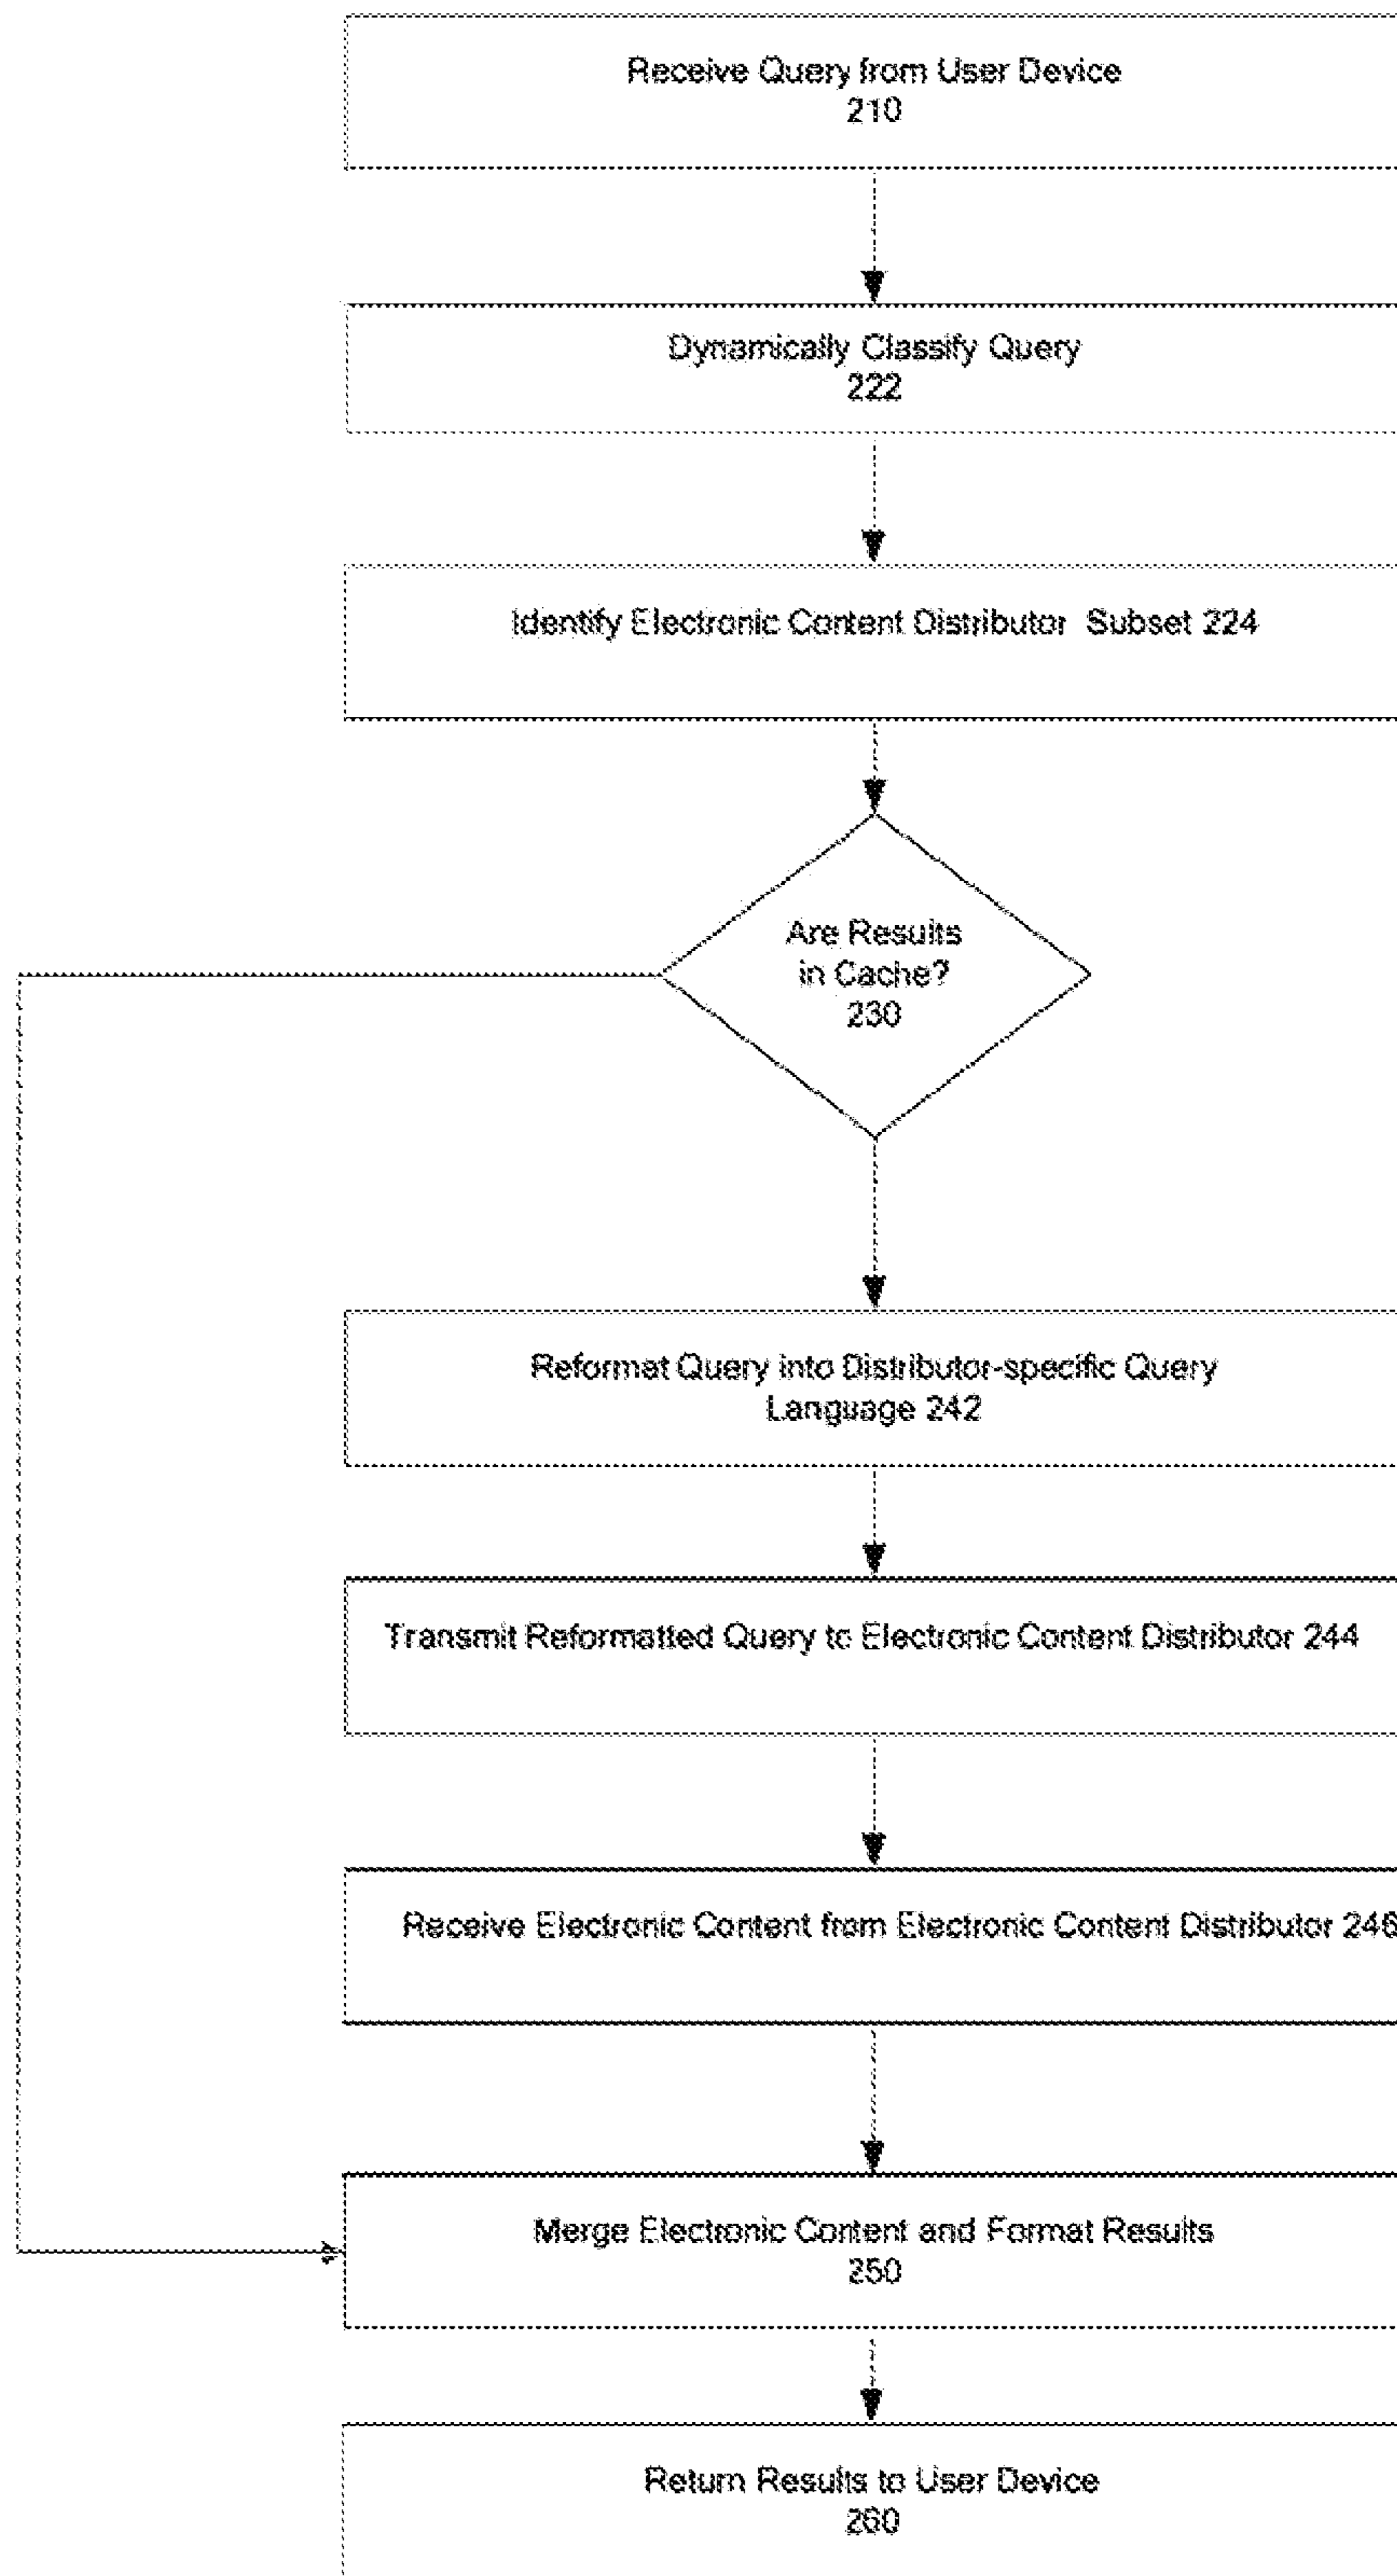 Receive Query from User Device
210
Dynamically Classify Query
222
Identify Electronic Content Distributor Subset 224
Are Results
in Cache?
230
Reformat Query into Distributor-specific Query
Language 242
Transmit Reformatted Query to Electronic Content Distributor 244
Receive Electronic Content from Electronic Content Distributor 246
Merge Electronic Content and Format Results
250
Return Results to User Device
260